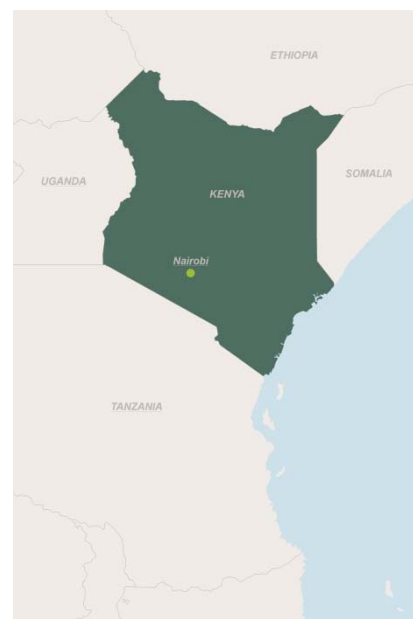 ETHIOPIA
UGANDA
KENYA
SOMALIA
Nairobi
TANZANIA